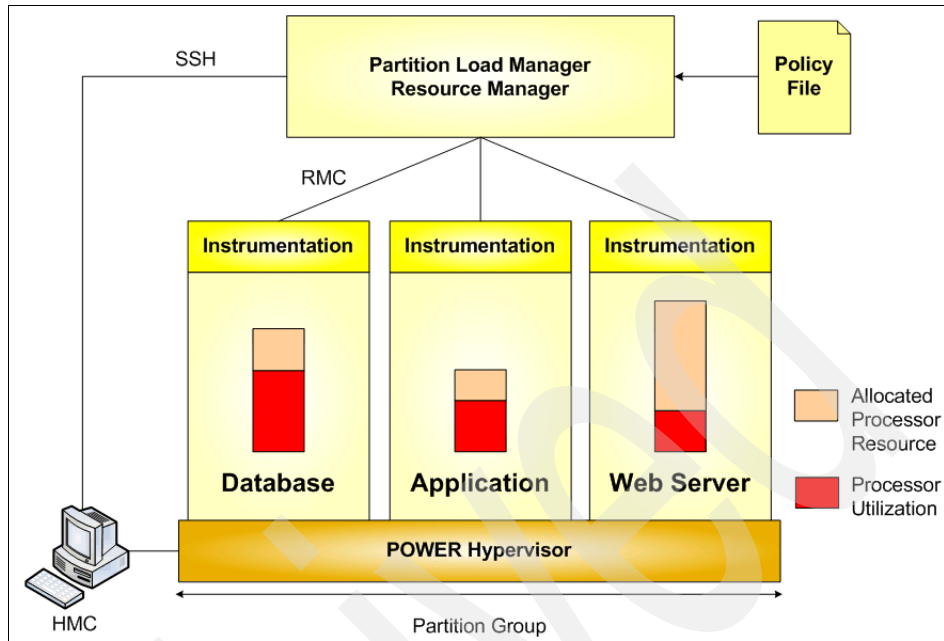 SSH
Partition Load Manager
Resource Manager
Policy
File
RMC
Instrumentation
Instrumentation
Instrumentation
Allocated
Processor
Resource
Database
Application
Web Server
Processor
Utilization
POWER Hypervisor
HMC
Partition Group